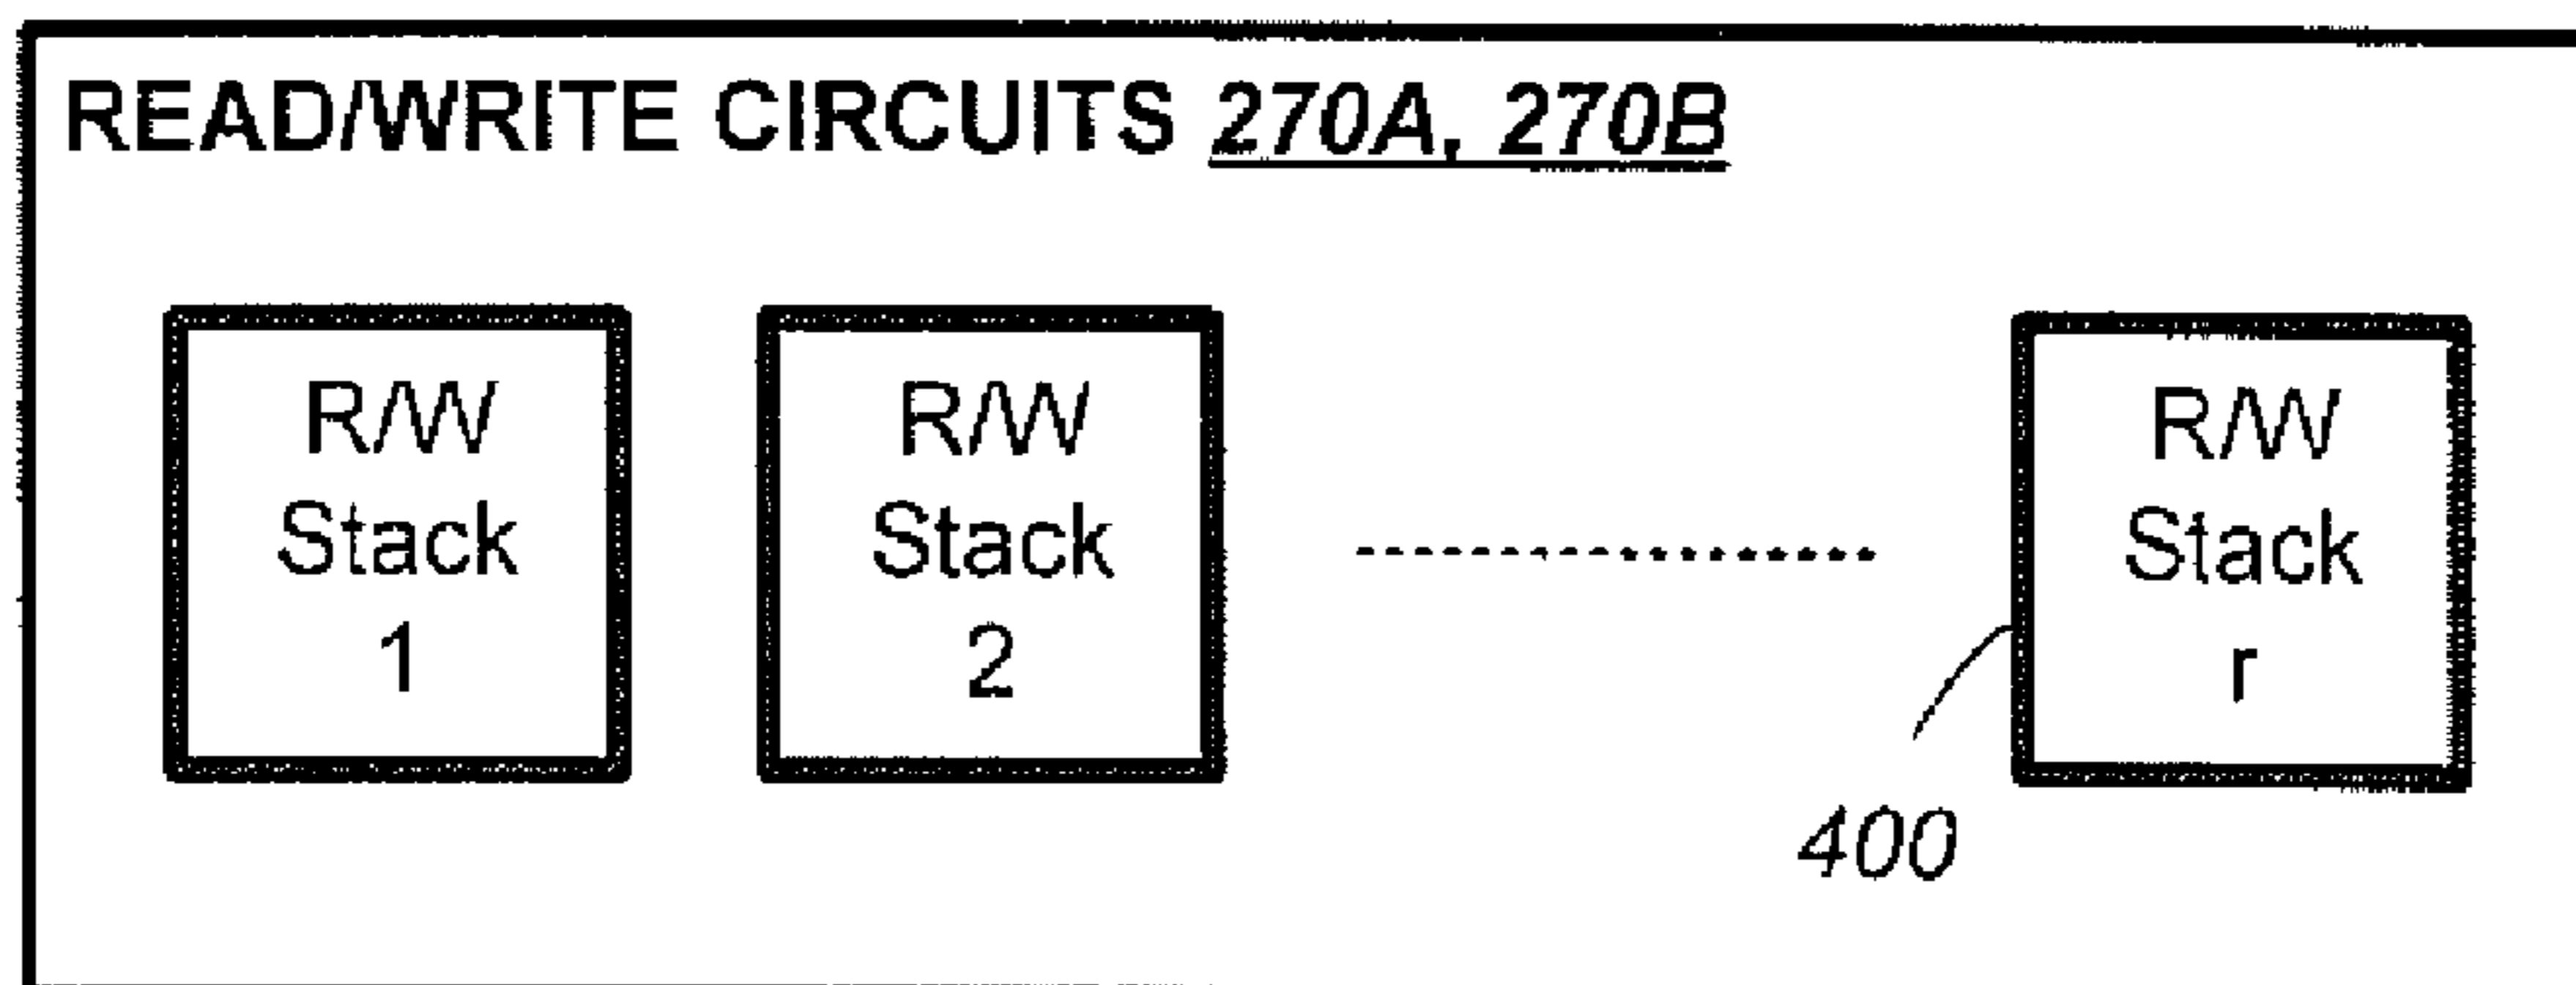 READ/WRITE CIRCUITS 270A, 270B
R/W
Stack
1
R/W
Stack
2
R/W
Stack
r
400